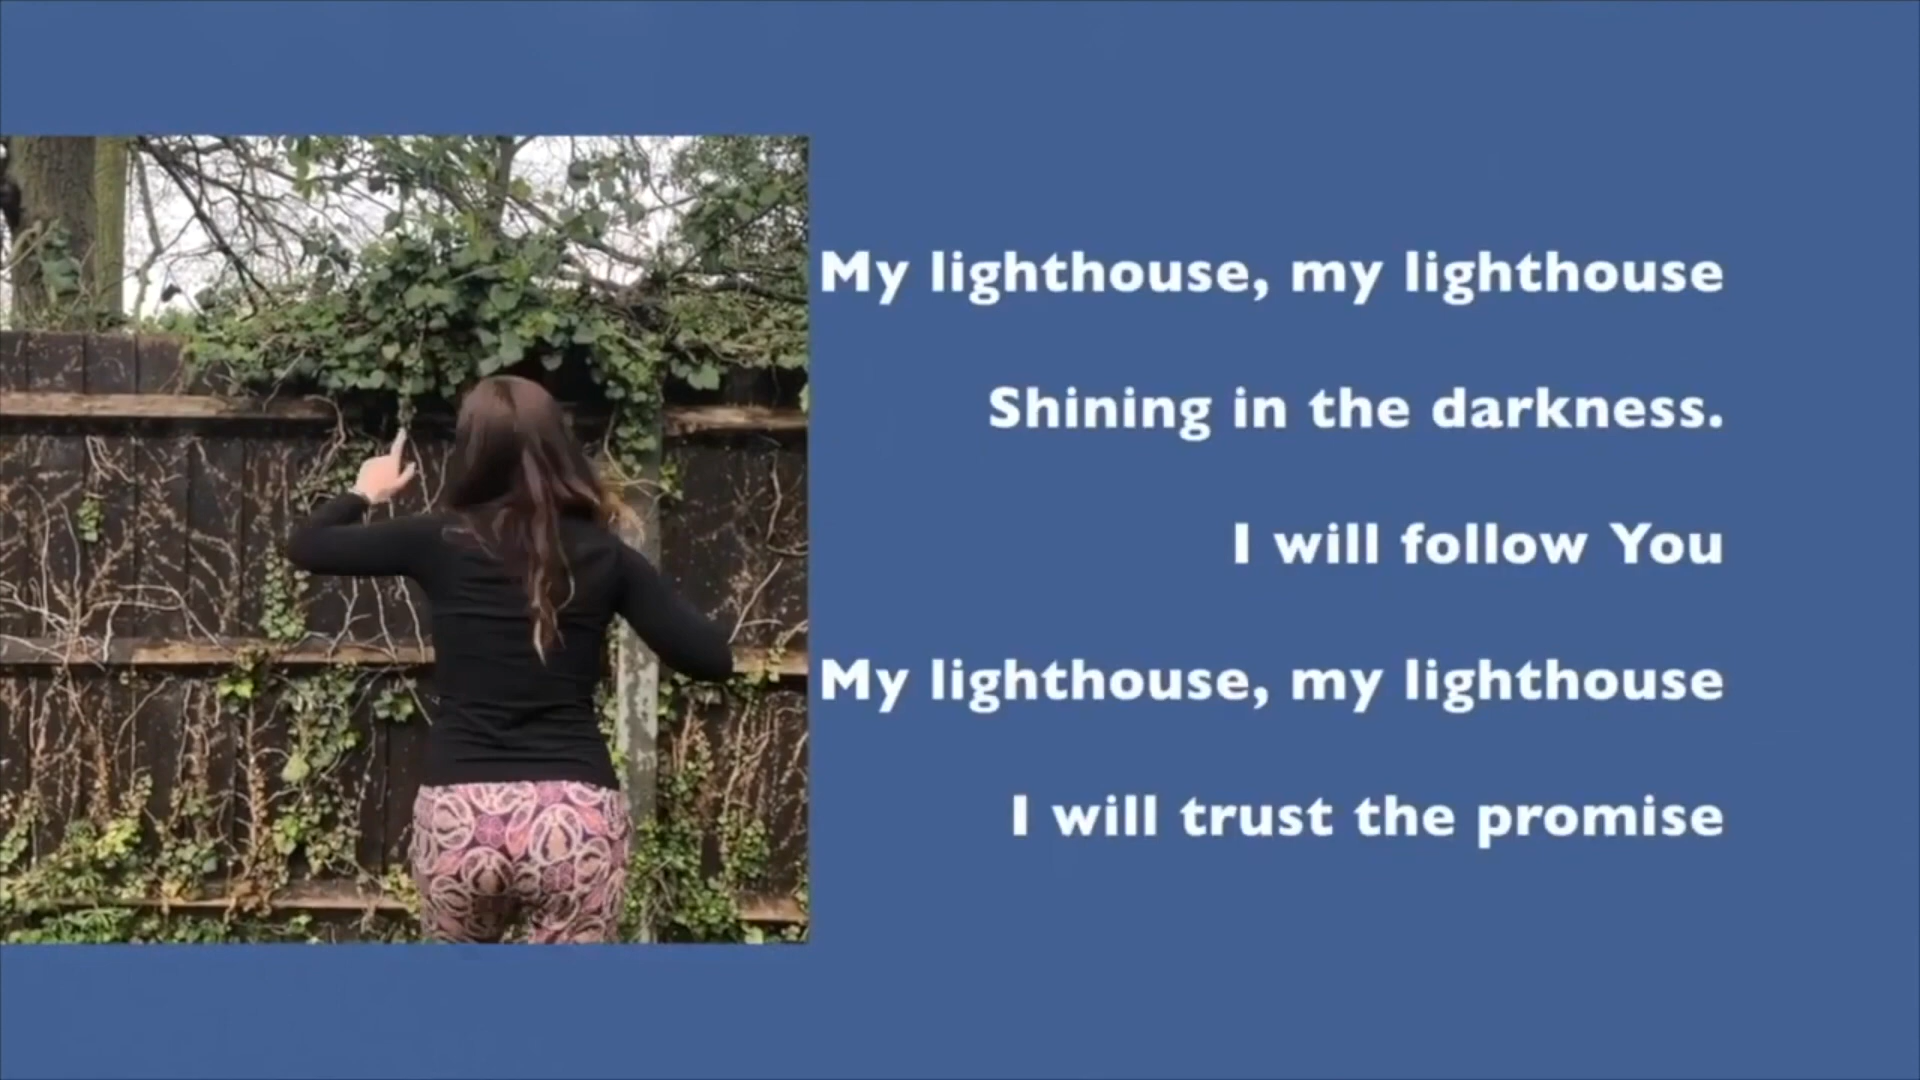 My lighthouse, my lighthouse
Shining in the darkness.
I will follow You
My lighthouse, my lighthouse
I will trust the promise